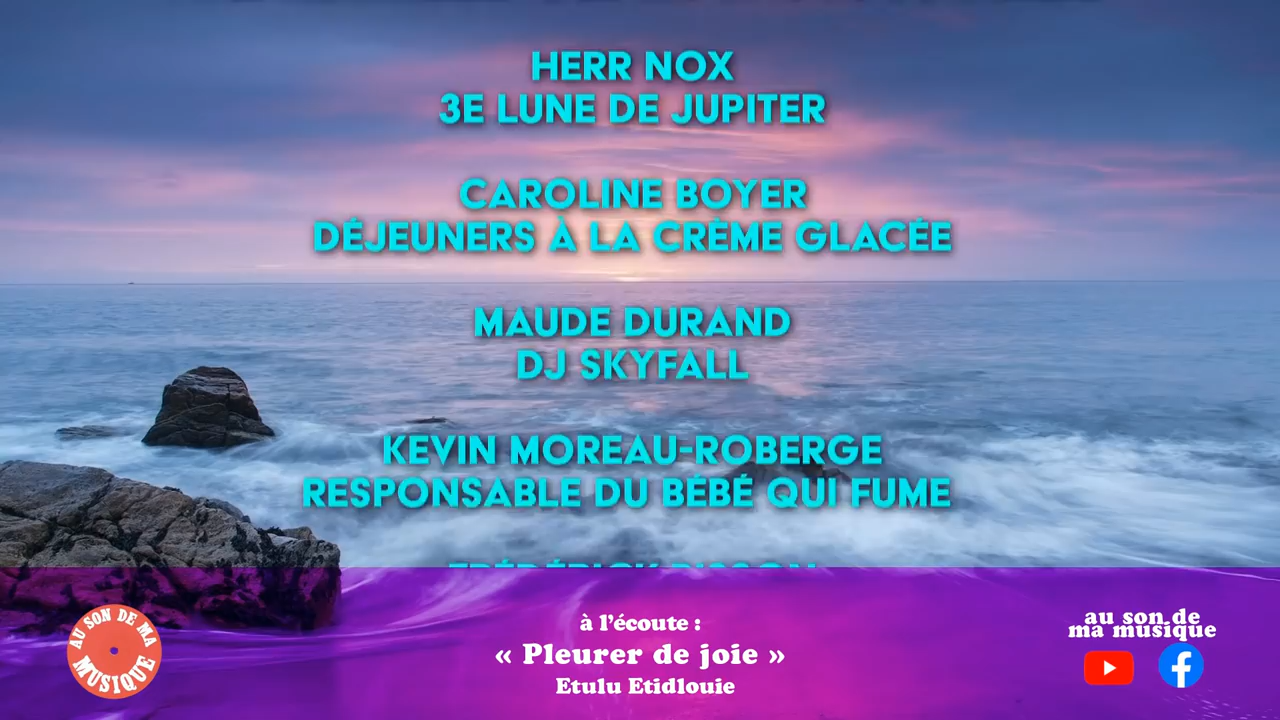 HERR NOX
3E LUNE DE JUPITER
CAROLINE BOYER
DÉJEUNERS À LA CRÈME GLACÉE
MAUDE DURAND
DJ SKYFALL
KEVIN MOREAU-ROBERGE
RESPONSABLE DU BÉBÉ QUI FUME
AU SON DE MA
MUSIQUE
à l'écoute :
« Pleurer de joie »
Etulu Etidlouie
au son de
ma musique